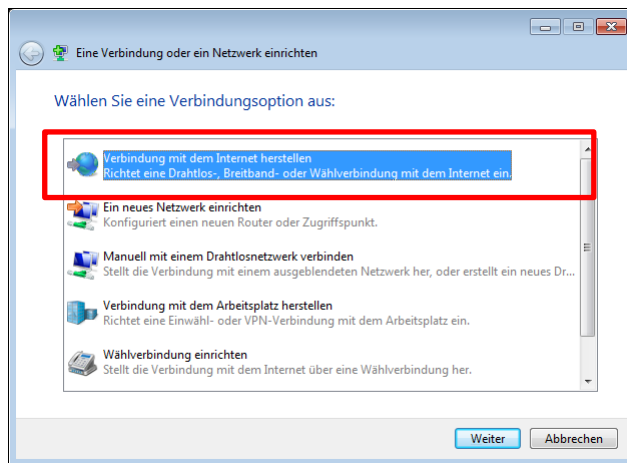 Eine Verbindung oder ein Netzwerk einrichten
Wählen Sie eine Verbindungsoption aus:
Verbindung mit dem Internet herstellen
Richtet eine Drahtlos-, Breitband- oder Wählverbindung mit dem Internet ein.
Ein neues Netzwerk einrichten
Konfiguriert einen neuen Router oder Zugriffspunkt.
Manuell mit einem Drahtlosnetzwerk verbinden
Stellt die Verbindung mit einem ausgeblendeten Netzwerk her, oder erstellt ein neues Dr...
Verbindung mit dem Arbeitsplatz herstellen
Richtet eine Einwähl- oder VPN-Verbindung mit dem Arbeitsplatz ein.
Wählverbindung einrichten
Stellt die Verbindung mit dem Internet über eine Wählverbindung her.
Weiter Abbrechen